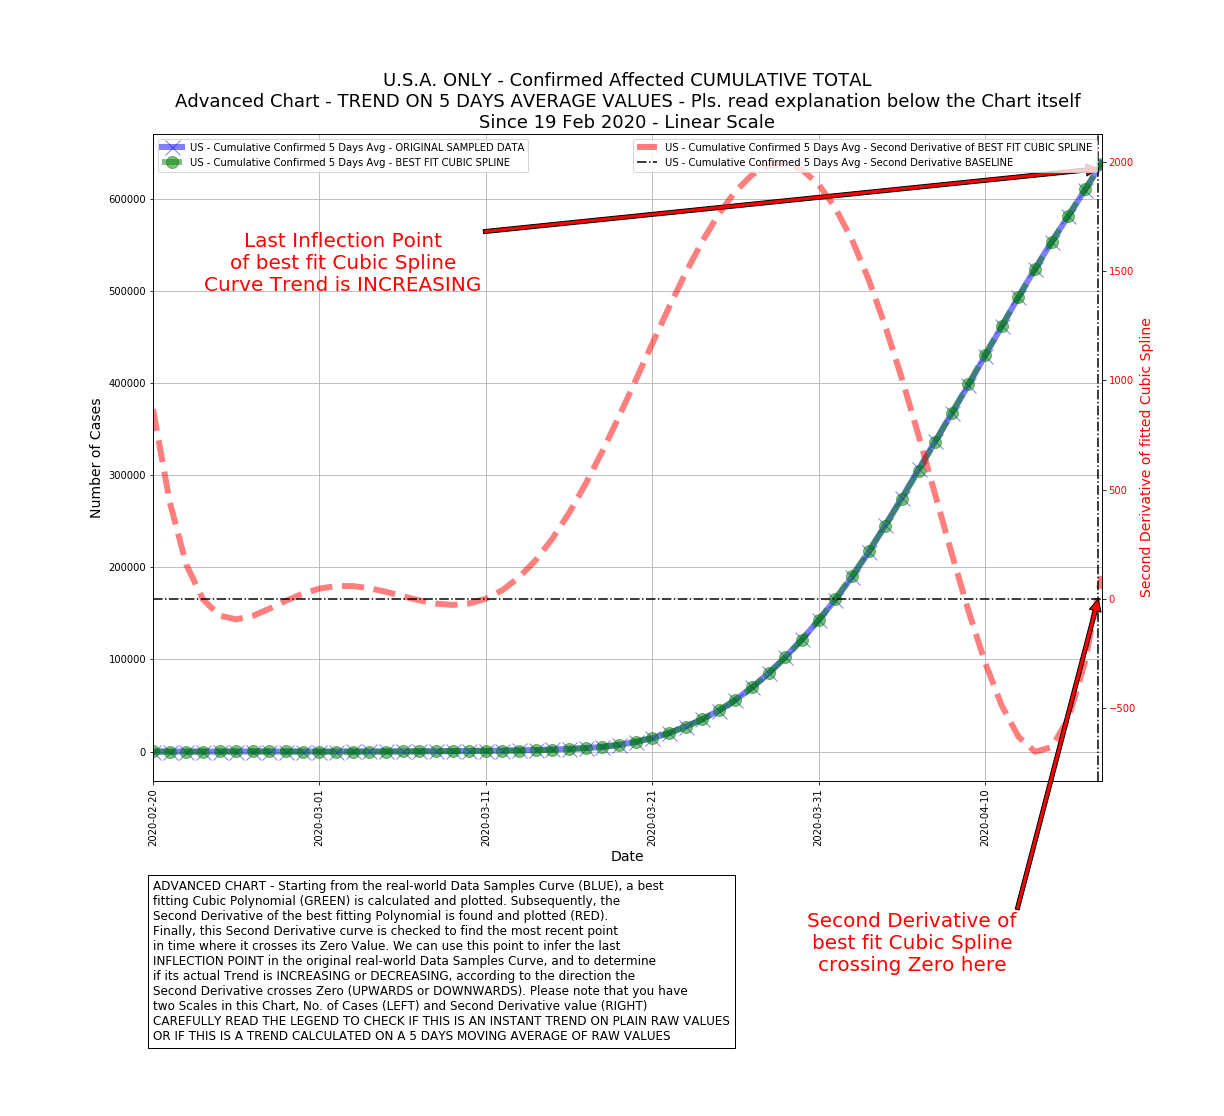 U.S.A. ONLY - Confirmed Affected CUMULATIVE TOTAL
Advanced Chart - TREND ON 5 DAYS AVERAGE VALUES - Pls. read explanation below the Chart itself
Since 19 Feb 2020 - Linear Scale
US - Cumulative Confirmed 5 Days Avg - ORIGINAL SAMPLED DATA
US - Cumulative Confirmed 5 Days Avg - BEST FIT CUBIC SPLINE
US - Cumulative Confirmed 5 Days Avg - Second Derivative of BEST FIT CUBIC SPLINE
US - Cumulative Confirmed 5 Days Avg - Second Derivative BASELINE
Last Inflection Point
of best fit Cubic Spline
Curve Trend is INCREASING
Number of Cases
600000
500000
400000
300000
200000
100000
0
2000
1500
1000
500
0
−500
Second Derivative of fitted Cubic Spline
2020-02-20
2020-03-01
2020-03-11
2020-03-21
2020-03-31
2020-04-10
Date
ADVANCED CHART - Starting from the real-world Data Samples Curve (BLUE), a best
fitting Cubic Polynomial (GREEN) is calculated and plotted. Subsequently, the
Second Derivative of the best fitting Polynomial is found and plotted (RED).
Finally, this Second Derivative curve is checked to find the most recent point
in time where it crosses its Zero Value. We can use this point to infer the last
INFLECTION POINT in the original real-world Data Samples Curve, and to determine
if its actual Trend is INCREASING or DECREASING, according to the direction the
Second Derivative crosses Zero (UPWARDS or DOWNWARDS). Please note that you have
two Scales in this Chart, No. of Cases (LEFT) and Second Derivative value (RIGHT)
CAREFULLY READ THE LEGEND TO CHECK IF THIS IS AN INSTANT TREND ON PLAIN RAW VALUES
OR IF THIS IS A TREND CALCULATED ON A 5 DAYS MOVING AVERAGE OF RAW VALUES
Second Derivative of
best fit Cubic Spline
crossing Zero here